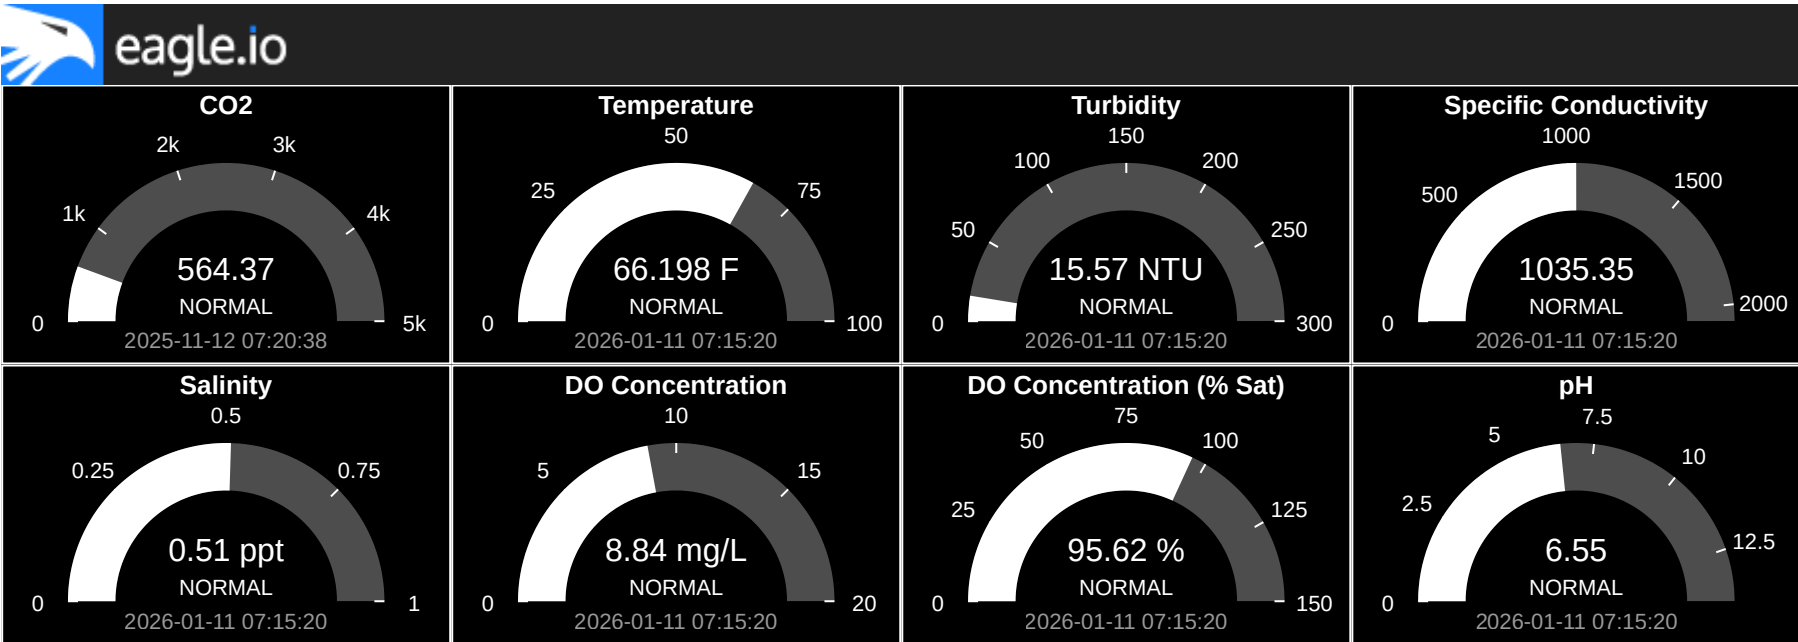 eagle.io
CO2
0
1k
2k
3k
4k
5k
564.37
NORMAL
2025-11-12 07:20:38
Temperature
0
25
50
75
100
66.198 F
NORMAL
2026-01-11 07:15:20
Turbidity
0
50
100
150
200
250
300
15.57 NTU
NORMAL
2026-01-11 07:15:20
Specific Conductivity
0
500
1000
1500
2000
1035.35
NORMAL
2026-01-11 07:15:20
Salinity
0
0.25
0.5
0.75
1
0.51 ppt
NORMAL
2026-01-11 07:15:20
DO Concentration
0
5
10
15
20
8.84 mg/L
NORMAL
2026-01-11 07:15:20
DO Concentration (% Sat)
0
25
50
75
100
125
150
95.62 %
NORMAL
2026-01-11 07:15:20
pH
0
2.5
5
7.5
10
12.5
6.55
NORMAL
2026-01-11 07:15:20